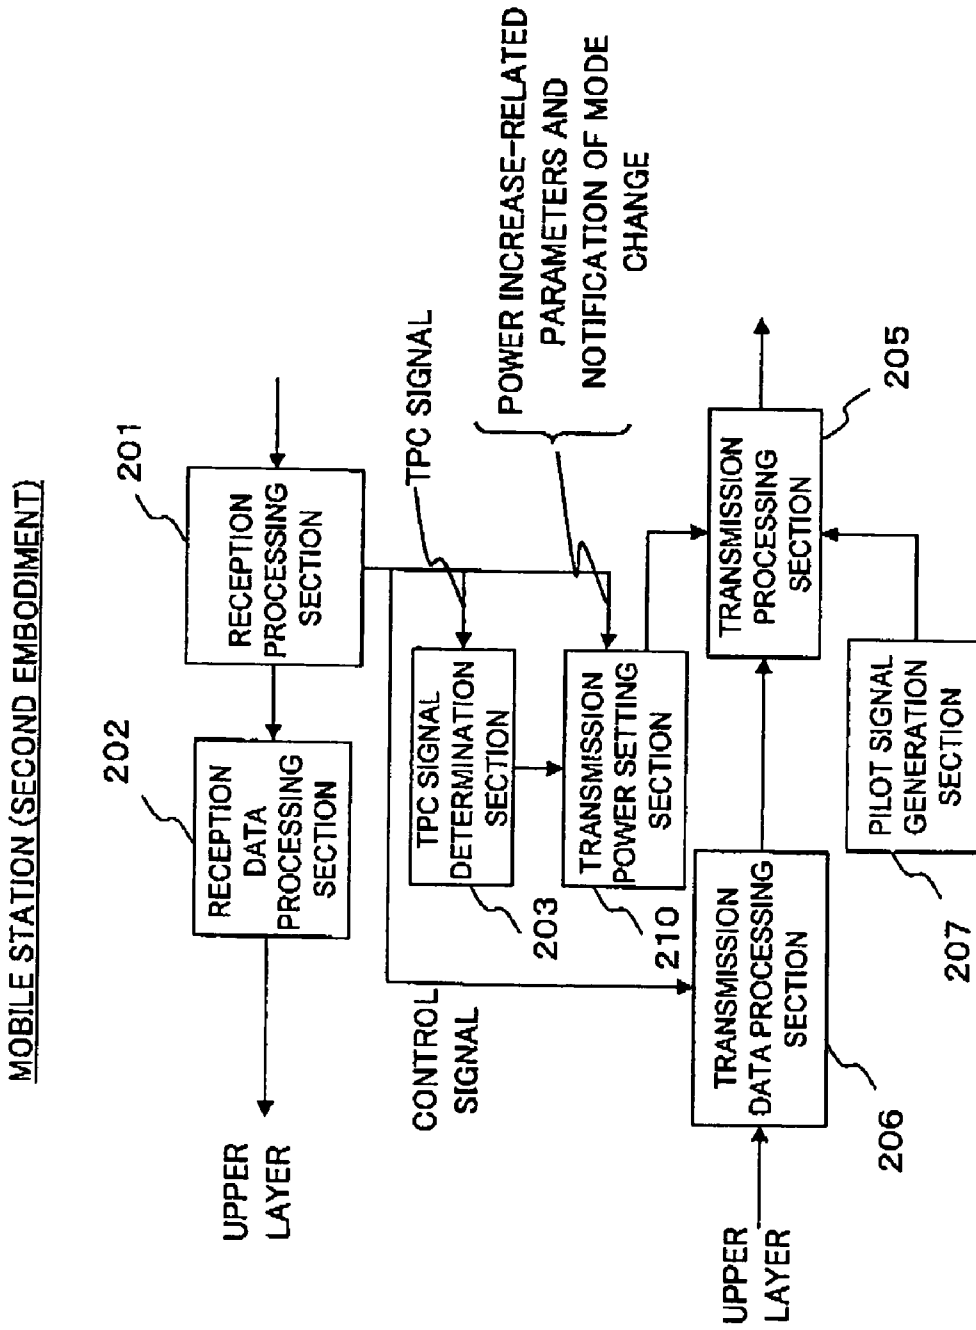 MOBILE STATION (SECOND EMBODIMENT)
UPPER
LAYER
202
RECEPTION
DATA
PROCESSING
SECTION
201
RECEPTION
PROCESSING
SECTION
CONTROL
SIGNAL
TPC SIGNAL
DETERMINATION
SECTION
203
TPC SIGNAL
TRANSMISSION
POWER SETTING
SECTION
210
POWER INCREASE-RELATED
PARAMETERS AND
NOTIFICATION OF MODE
CHANGE
UPPER
LAYER
TRANSMISSION
DATA PROCESSING
SECTION
206
TRANSMISSION
PROCESSING
SECTION
205
PILOT SIGNAL
GENERATION
SECTION
207